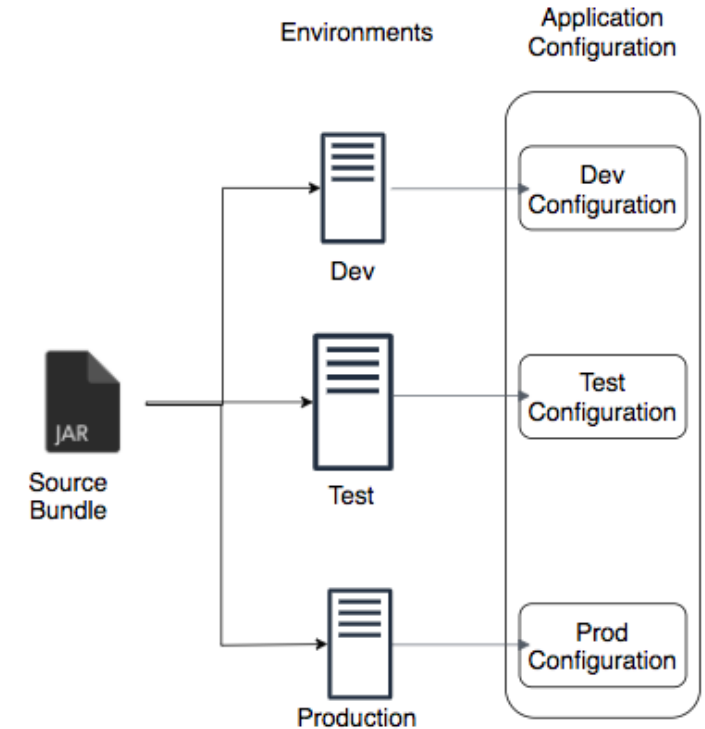 Environments
Application
Configuration
Dev
Configuration
Dev
Test
Configuration
JAR
Source
Bundle
Test
Prod
Configuration
Production